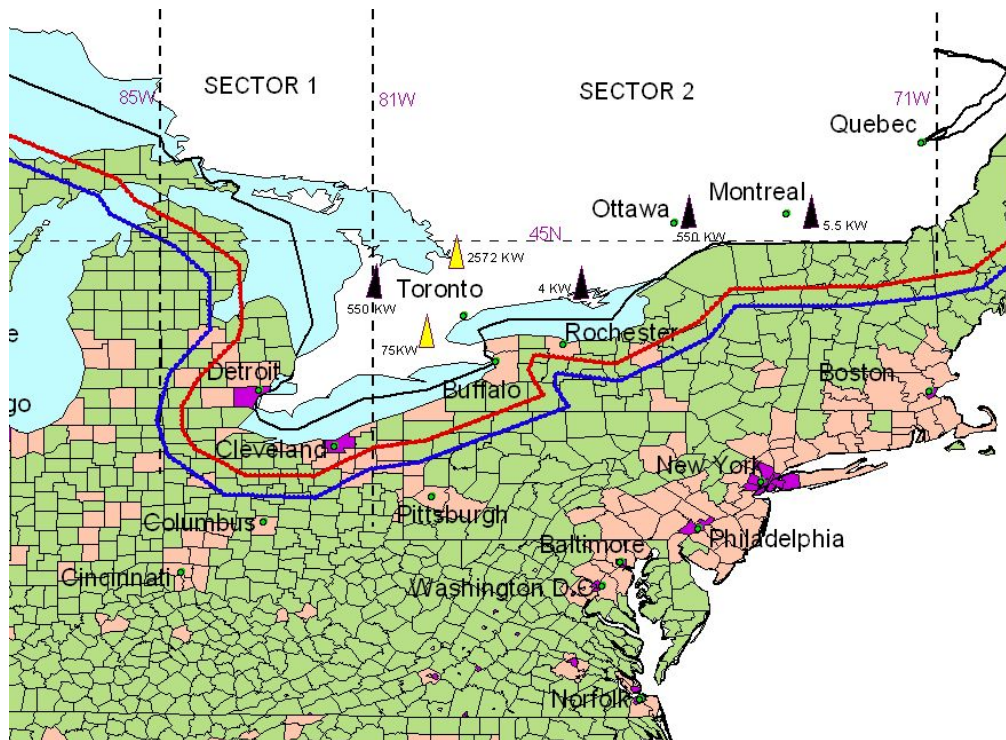 SECTOR 1
SECTOR 2
85W
81W
71W
Quebec
Ottawa
Montreal
550 KW
5.5 KW
45N
2572 KW
Toronto
550 KW
4 KW
75KW
Rochester
e
Detroit
Buffalo
Boston
go
Cleveland
New York
Pittsburgh
Columbus
Philadelphia
Baltimore
Cincinnati
Washington D.C.
Norfolk